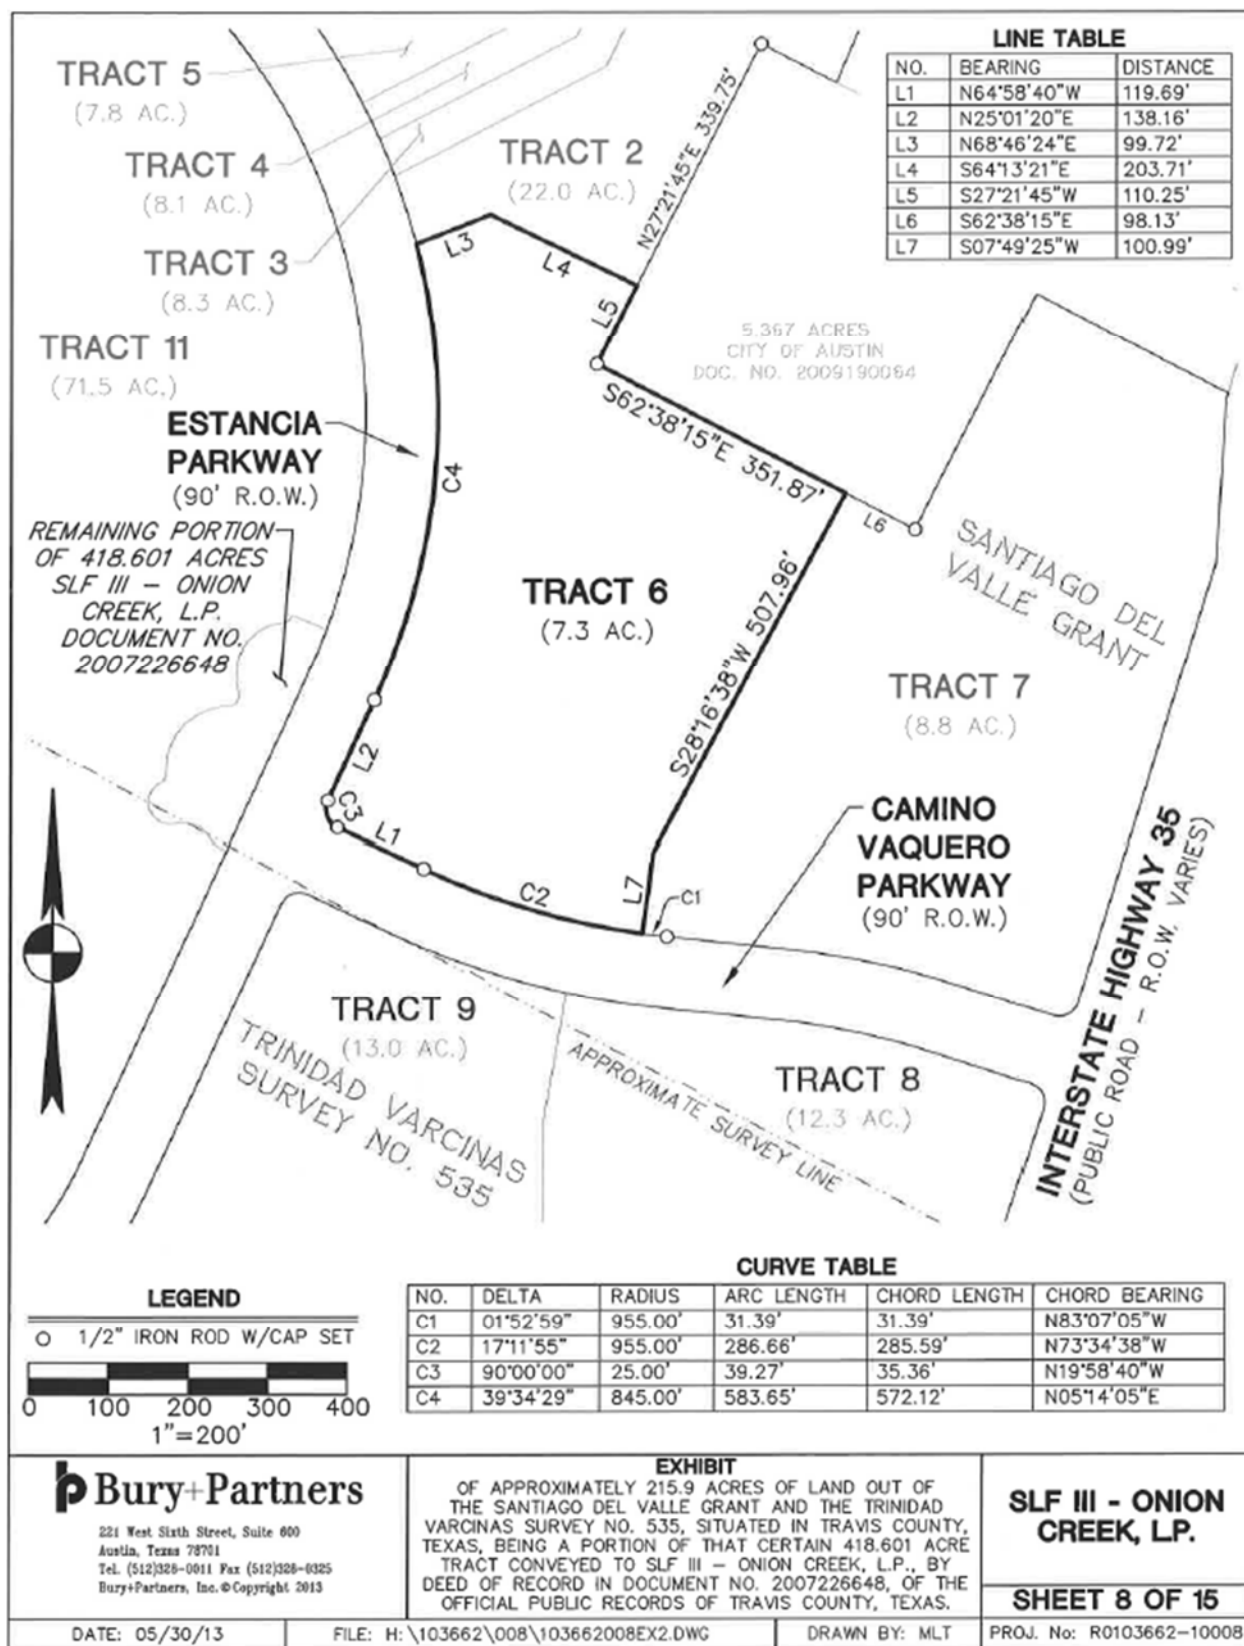 LINE TABLE
NO. BEARING DISTANCE
L1 N64°58'40"W 119.69'
L2 N25°01'20"E 138.16'
L3 N68°46'24"E 99.72'
L4 S64°13'21"E 203.71'
L5 S27°21'45"W 110.25'
L6 S62°38'15"E 98.13'
L7 S07°49'25"W 100.99'
TRACT 5
(7.8 AC.)
TRACT 4
(8.1 AC.)
TRACT 3
(8.3 AC.)
TRACT 2
(22.0 AC.)
N27°21'45"E 339.75'
L3
L4
L5
TRACT 11
(71.5 AC.)
5.367 ACRES
CITY OF AUSTIN
DOC. NO. 2009190064
ESTANCIA
PARKWAY
(90' R.O.W.)
C4
S62°38'15"E 351.87'
L6
REMAINING PORTION
OF 418.601 ACRES
SLF III – ONION
CREEK, L.P.
DOCUMENT NO.
2007226648
TRACT 6
(7.3 AC.)
S28°16'38"W 507.96'
SANTIAGO DEL
VALLE GRANT
TRACT 7
(8.8 AC.)
L2
C3
L1
C2
L7
C1
CAMINO
VAQUERO
PARKWAY
(90' R.O.W.)
INTERSTATE HIGHWAY 35
(PUBLIC ROAD – R.O.W. VARIES)
TRACT 9
(13.0 AC.)
TRINIDAD VARCINAS
SURVEY NO. 535
APPROXIMATE SURVEY LINE
TRACT 8
(12.3 AC.)
LEGEND
1/2" IRON ROD W/CAP SET
0 100 200 300 400
1"=200'
CURVE TABLE
NO. DELTA RADIUS ARC LENGTH CHORD LENGTH CHORD BEARING
C1 01°52'59" 955.00' 31.39' 31.39' N83°07'05"W
C2 17°11'55" 955.00' 286.66' 285.59' N73°34'38"W
C3 90°00'00" 25.00' 39.27' 35.36' N19°58'40"W
C4 39°34'29" 845.00' 583.65' 572.12' N05°14'05"E
Bury+Partners
221 West Sixth Street, Suite 600
Austin, Texas 78701
Tel. (512)328-0011 Fax (512)328-0325
Bury+Partners, Inc. ©Copyright 2013
EXHIBIT
OF APPROXIMATELY 215.9 ACRES OF LAND OUT OF
THE SANTIAGO DEL VALLE GRANT AND THE TRINIDAD
VARCINAS SURVEY NO. 535, SITUATED IN TRAVIS COUNTY,
TEXAS, BEING A PORTION OF THAT CERTAIN 418.601 ACRE
TRACT CONVEYED TO SLF III – ONION CREEK, L.P., BY
DEED OF RECORD IN DOCUMENT NO. 2007226648, OF THE
OFFICIAL PUBLIC RECORDS OF TRAVIS COUNTY, TEXAS.
SLF III - ONION
CREEK, L.P.
SHEET 8 OF 15
DATE: 05/30/13
FILE: H:\103662\008\103662008EX2.DWG
DRAWN BY: MLT
PROJ. No: R0103662-10008